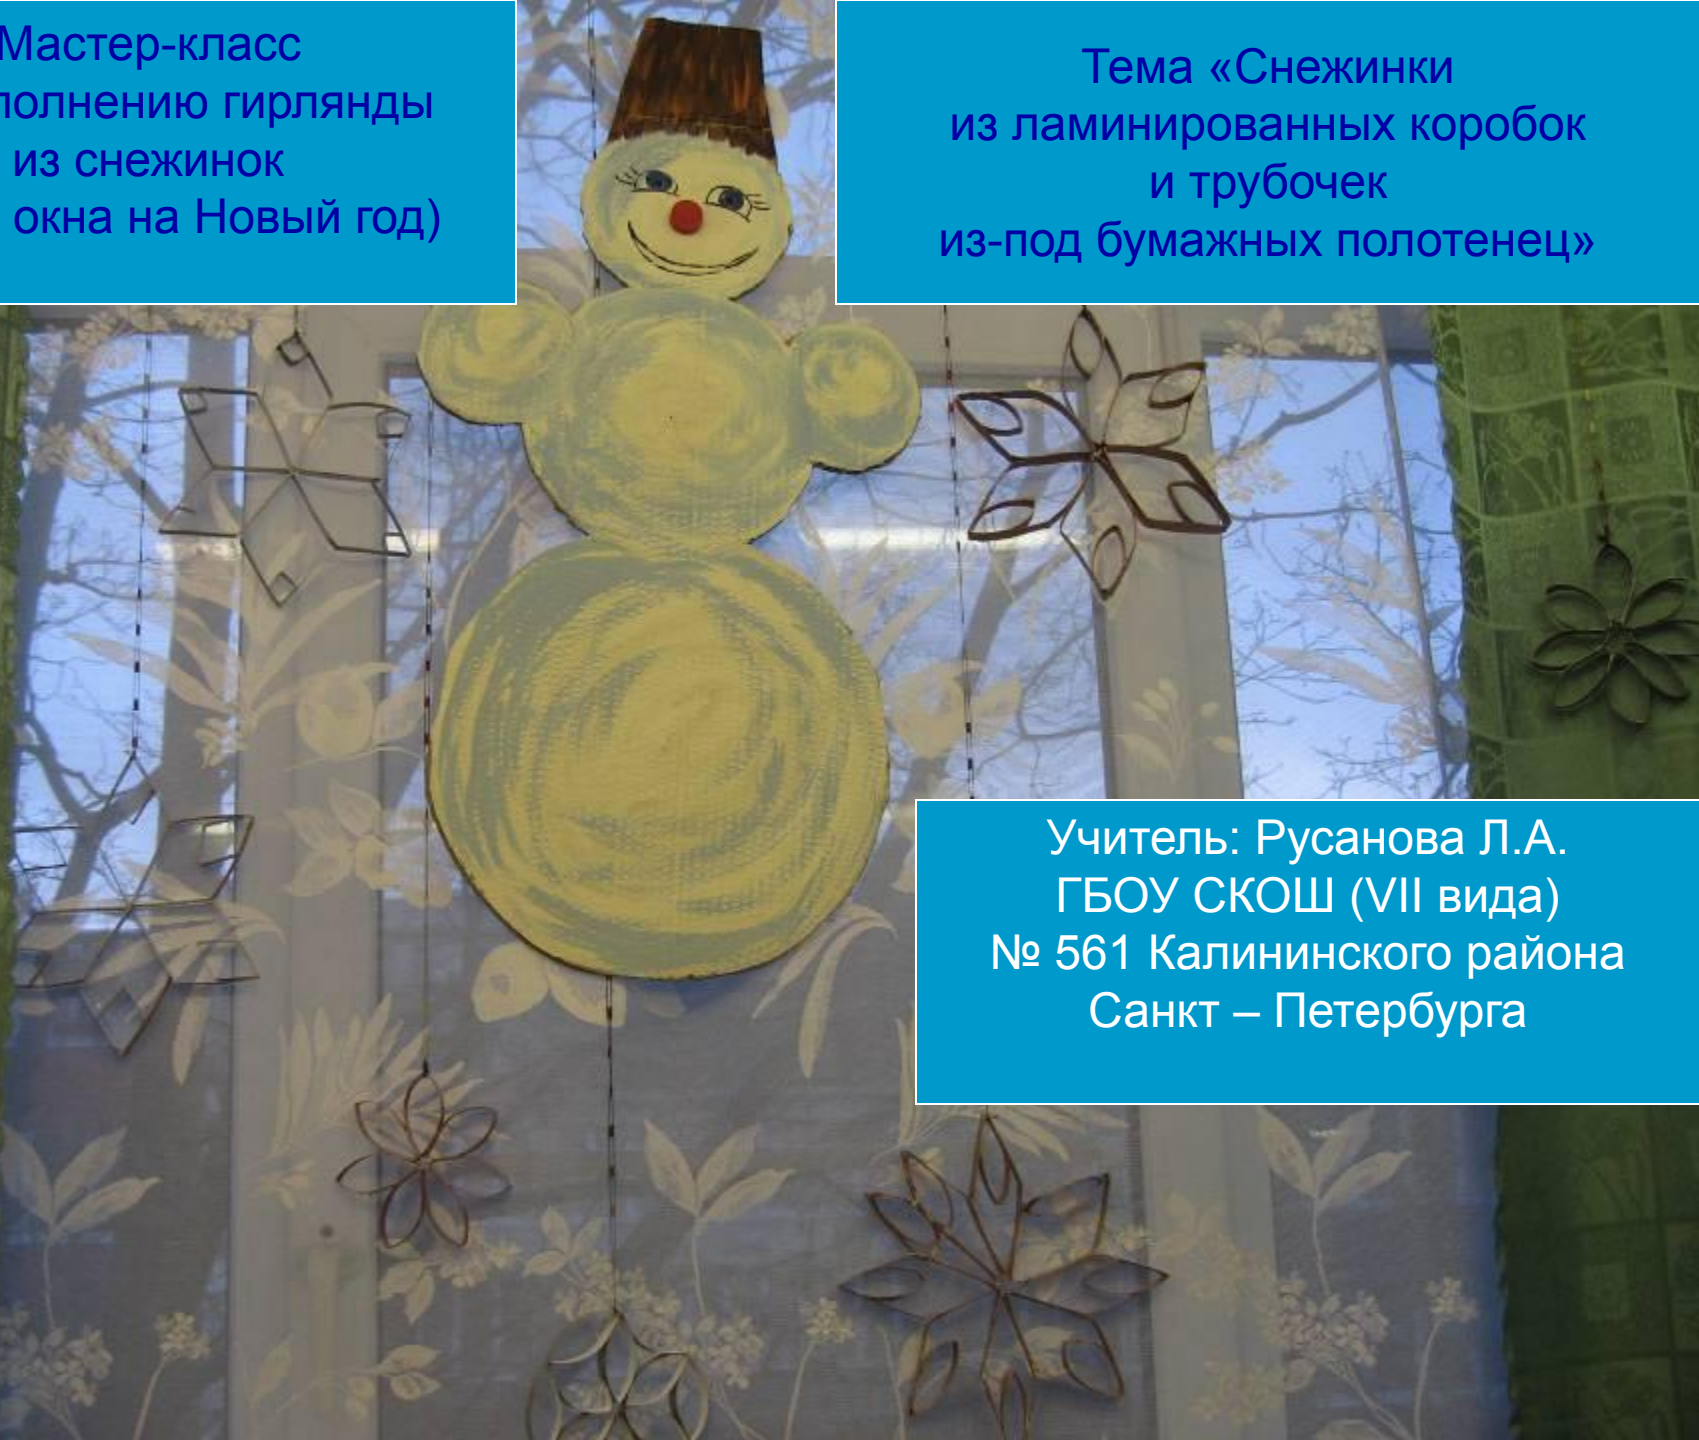 Мастер-класс
полнению гирлянды
из снежинок
окна на Новый год)
Тема «Снежинки
из ламинированных коробок
и трубочек
из-под бумажных полотенец»
Учитель: Русанова Л.А.
ГБОУ СКОШ (VII вида)
№ 561 Калининского района
Санкт – Петербурга